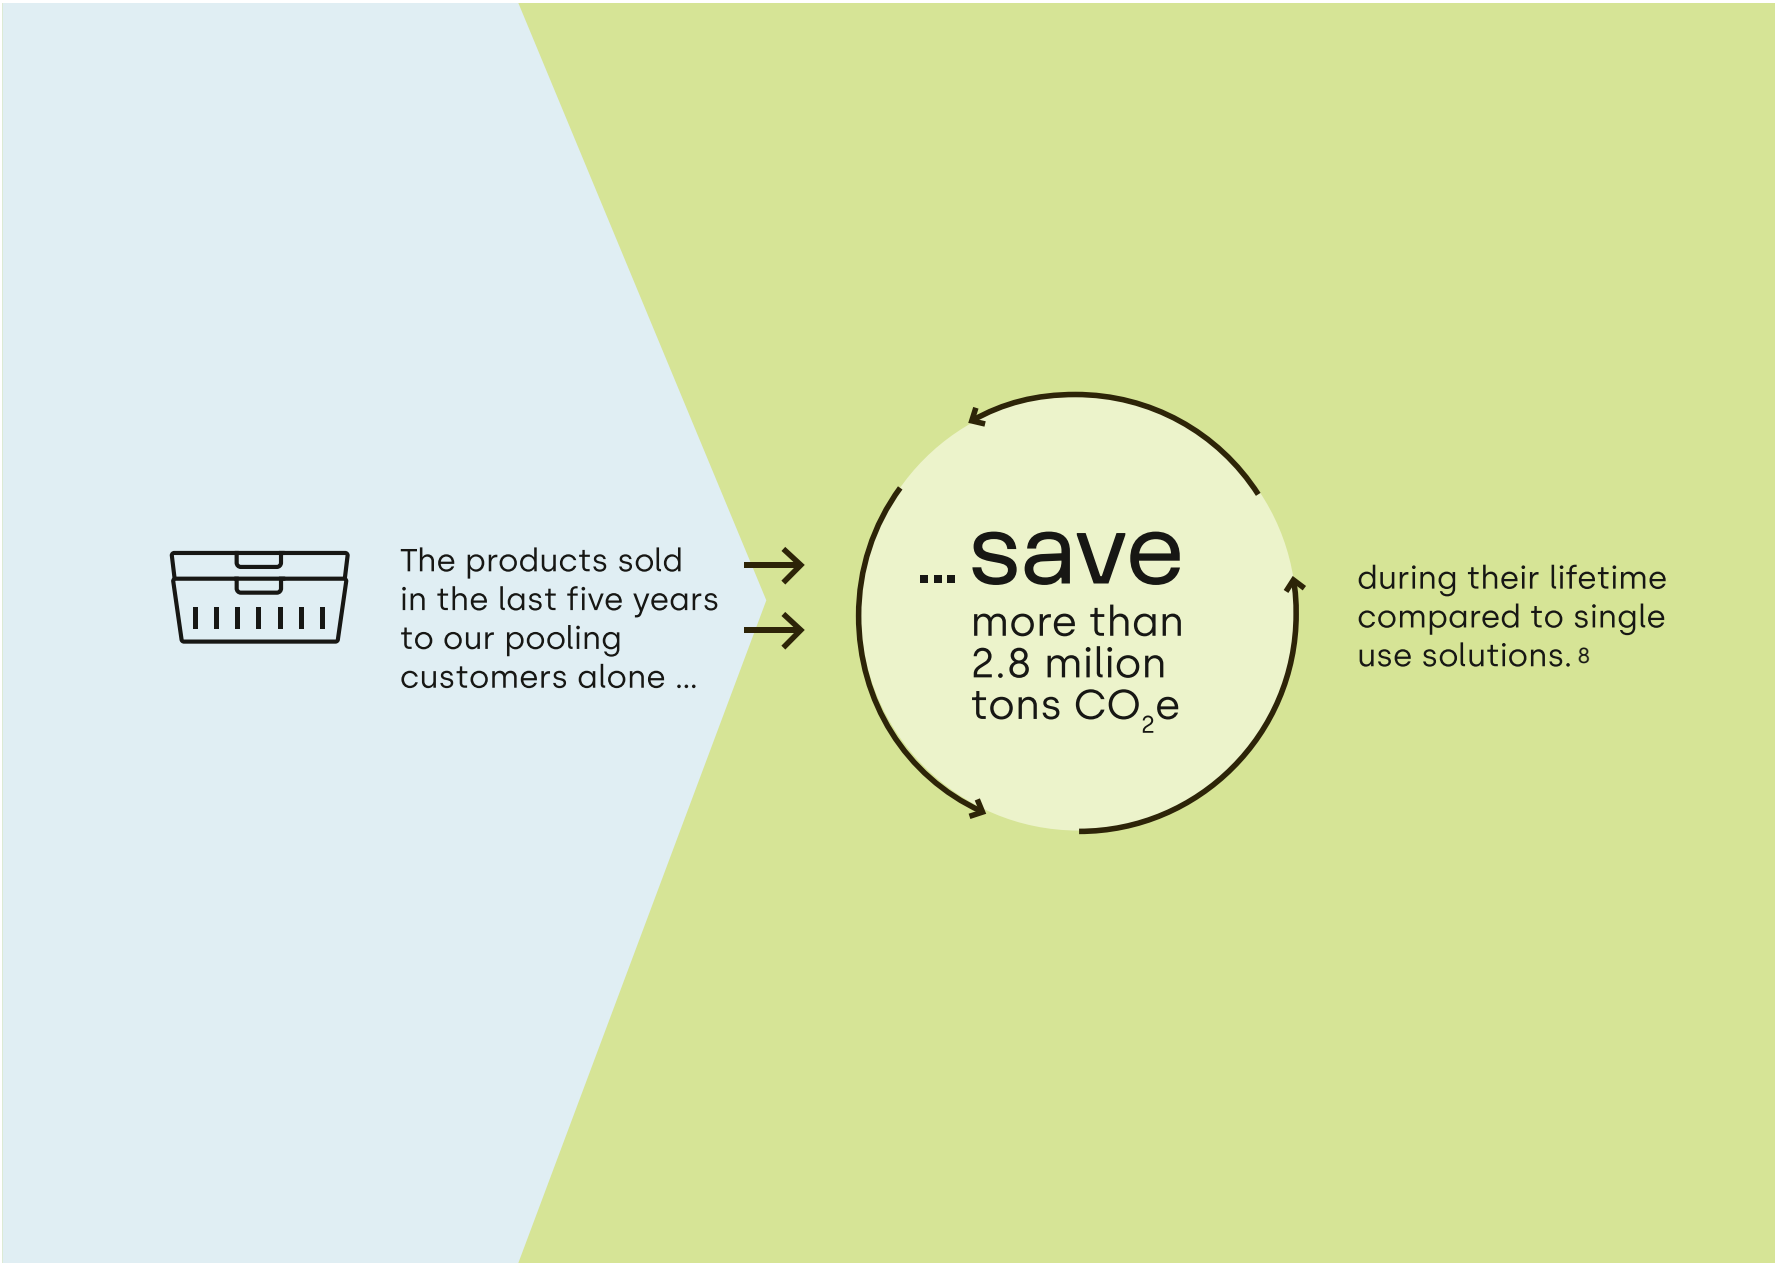 The products sold
in the last five years
to our pooling
customers alone ...
... save
more than
2.8 milion
tons CO₂e
during their lifetime
compared to single
use solutions. 8